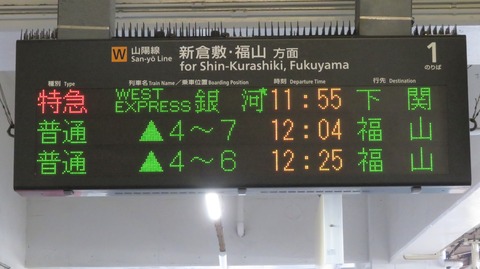 W 山陽線 San-yō Line 新倉敷・福山 方面 for Shin-Kurashiki, Fukuyama 1 のりば
種別 Type 列車名 Train Name／乗車位置 Boarding Position 時刻 Departure Time 行先 Destination
特急 WEST EXPRESS 銀河 11:55 下関
普通 ▲4～7 12:04 福山
普通 ▲4～6 12:25 福山